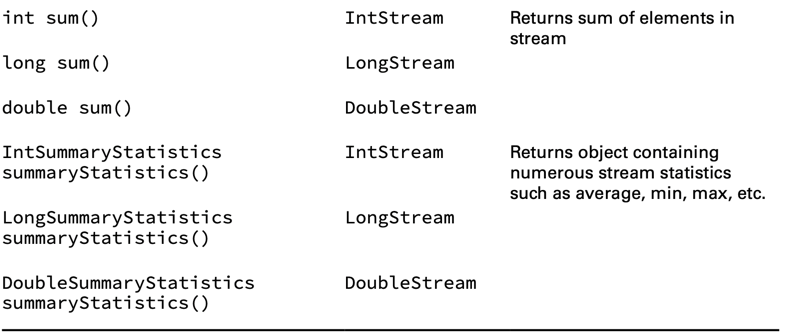 int sum() IntStream Returns sum of elements in
stream
long sum() LongStream
double sum() DoubleStream
IntSummaryStatistics IntStream Returns object containing
summaryStatistics() numerous stream statistics
such as average, min, max, etc.
LongSummaryStatistics LongStream
summaryStatistics()
DoubleSummaryStatistics DoubleStream
summaryStatistics()